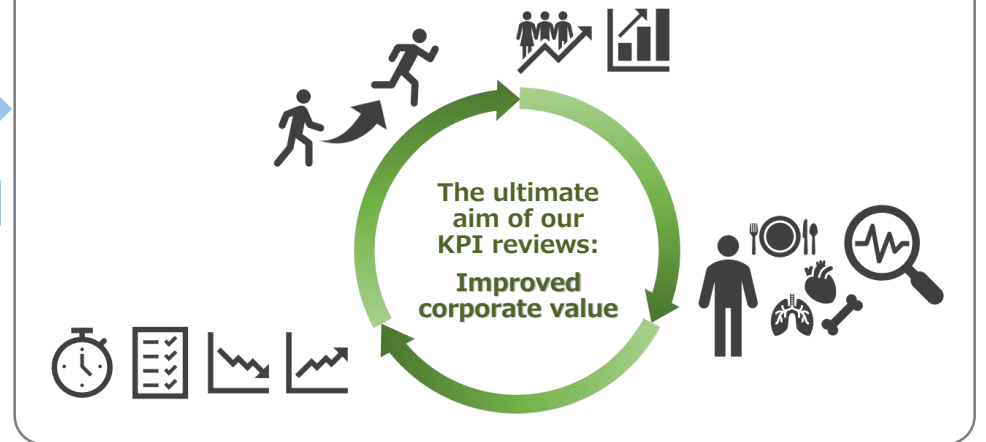 The ultimate
aim of our
KPI reviews:
Improved
corporate value